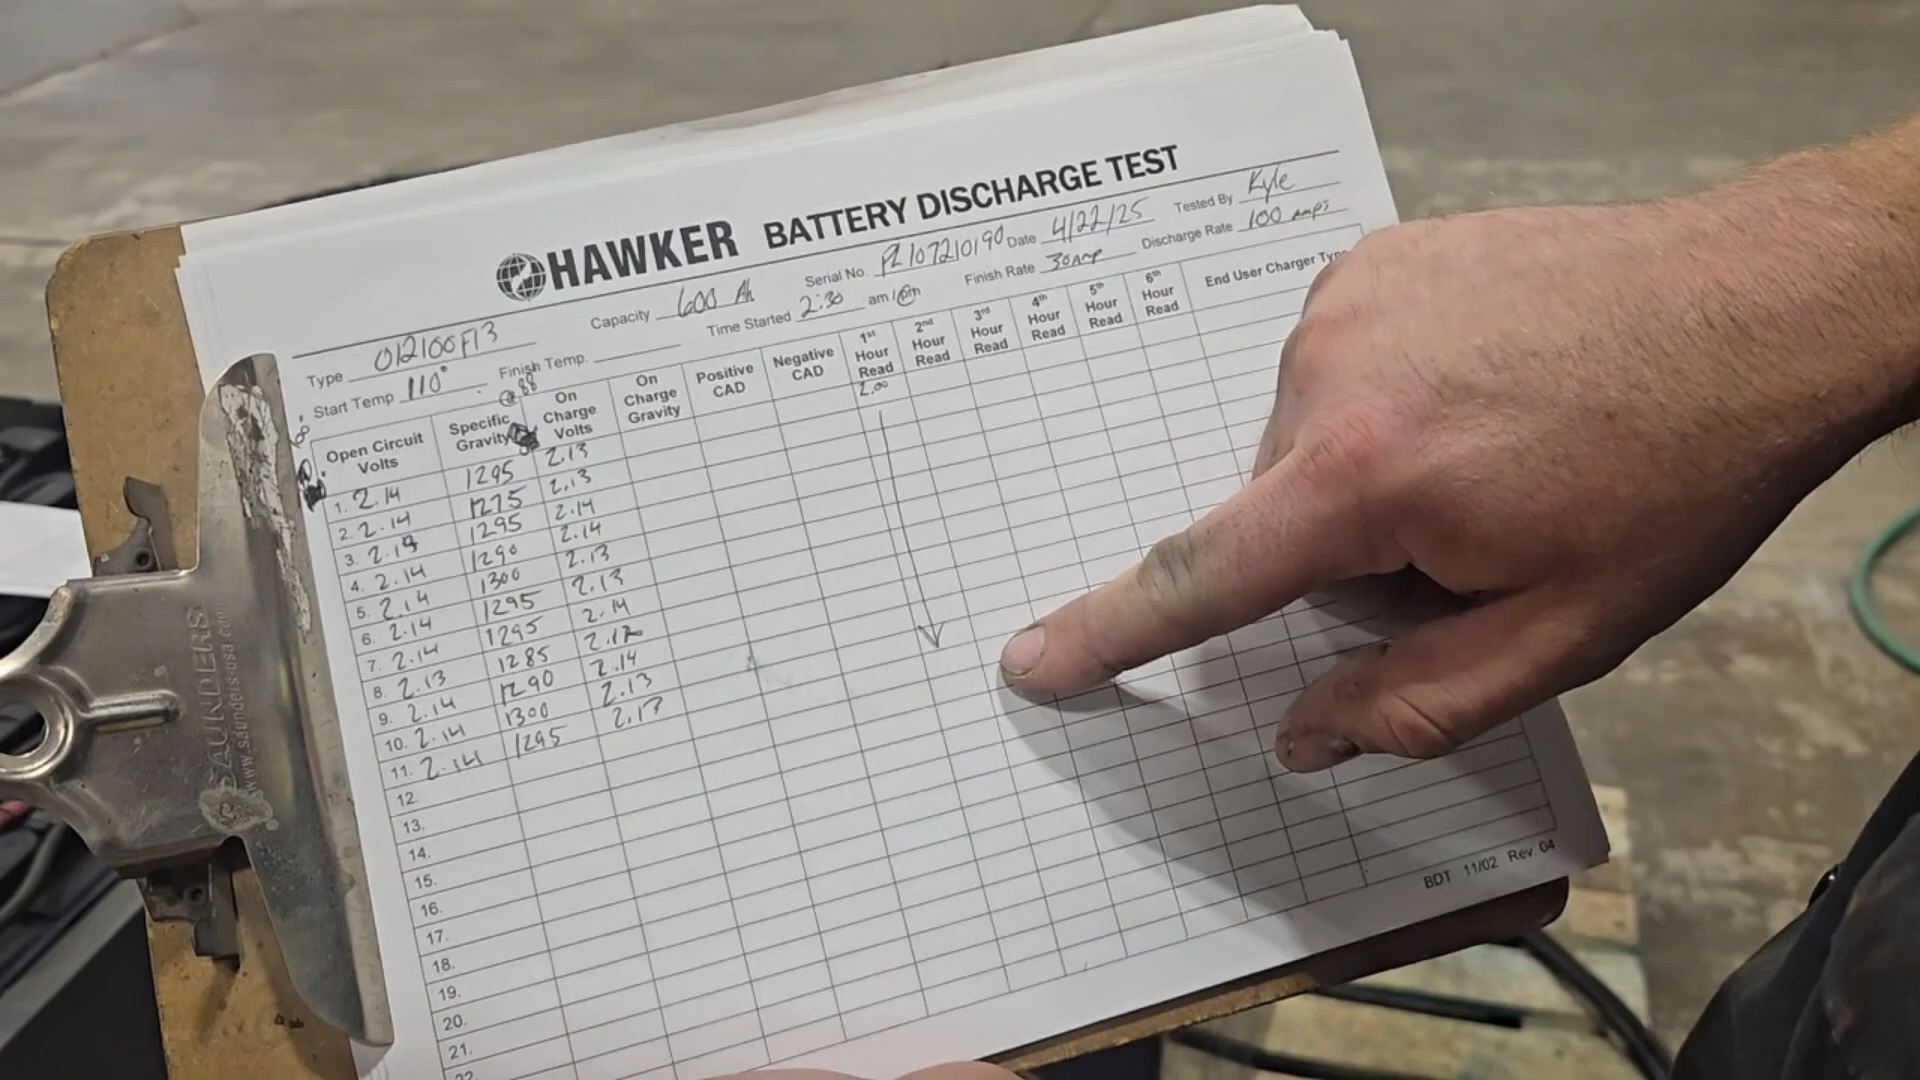 HAWKER BATTERY DISCHARGE TEST
Type 012100F13 Capacity 600 Ah Serial No. PL107210190 Date 4/22/25 Tested By Kyle
Start Temp 110° Finish Temp. Time Started 2:30 am / pm Finish Rate 30 AMP Discharge Rate 100 amps
@ 88
Open Circuit Volts Specific Gravity On Charge Volts On Charge Gravity Positive CAD Negative CAD 1st Hour Read 2nd Hour Read 3rd Hour Read 4th Hour Read 5th Hour Read 6th Hour Read End User Charger Type
1. 2.14 1295 2.13 2.00
2. 2.14 1275 2.13
3. 2.14 1295 2.14
4. 2.14 1290 2.14
5. 2.14 1300 2.13
6. 2.14 1295 2.13
7. 2.14 1295 2.14
8. 2.13 1285 2.12
9. 2.14 1290 2.14
10. 2.14 1300 2.13
11. 2.14 1295 2.13
12.
13.
14.
15.
16.
17.
18.
19.
20.
21.
22.
BDT 11/02 Rev. 04
SAUNDERS
www.saunders-usa.com